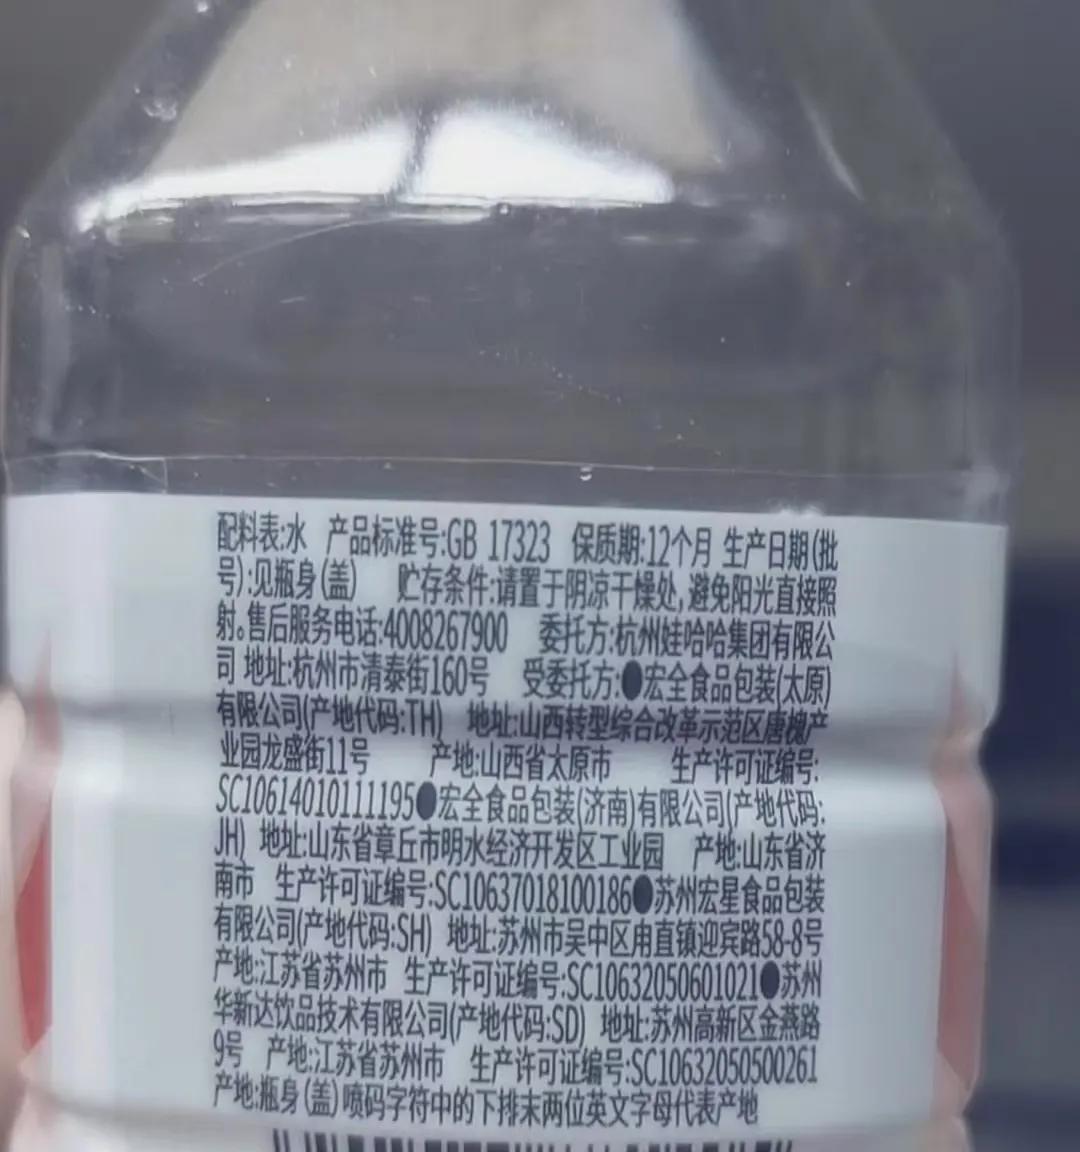 配料表:水 产品标准号:GB 17323 保质期:12个月 生产日期(批
号):见瓶身(盖) 贮存条件:请置于阴凉干燥处,避免阳光直接照
射。售后服务电话:4008267900 委托方:杭州娃哈哈集团有限公
司 地址:杭州市清泰街160号 受委托方:●宏全食品包装(太原)
有限公司(产地代码:TH) 地址:山西转型综合改革示范区唐槐产
业园龙盛街11号 产地:山西省太原市 生产许可证编号:
SC10614010111195●宏全食品包装(济南)有限公司(产地代码:
JH) 地址:山东省章丘市明水经济开发区工业园 产地:山东省济
南市 生产许可证编号:SC10637018100186●苏州宏星食品包装
有限公司(产地代码:SH) 地址:苏州市吴中区甪直镇迎宾路58-8号
产地:江苏省苏州市 生产许可证编号:SC10632050601021●苏州
华新达饮品技术有限公司(产地代码:SD) 地址:苏州高新区金燕路
9号 产地:江苏省苏州市 生产许可证编号:SC10632050500261
产地:瓶身(盖)喷码字符中的下排末两位英文字母代表产地